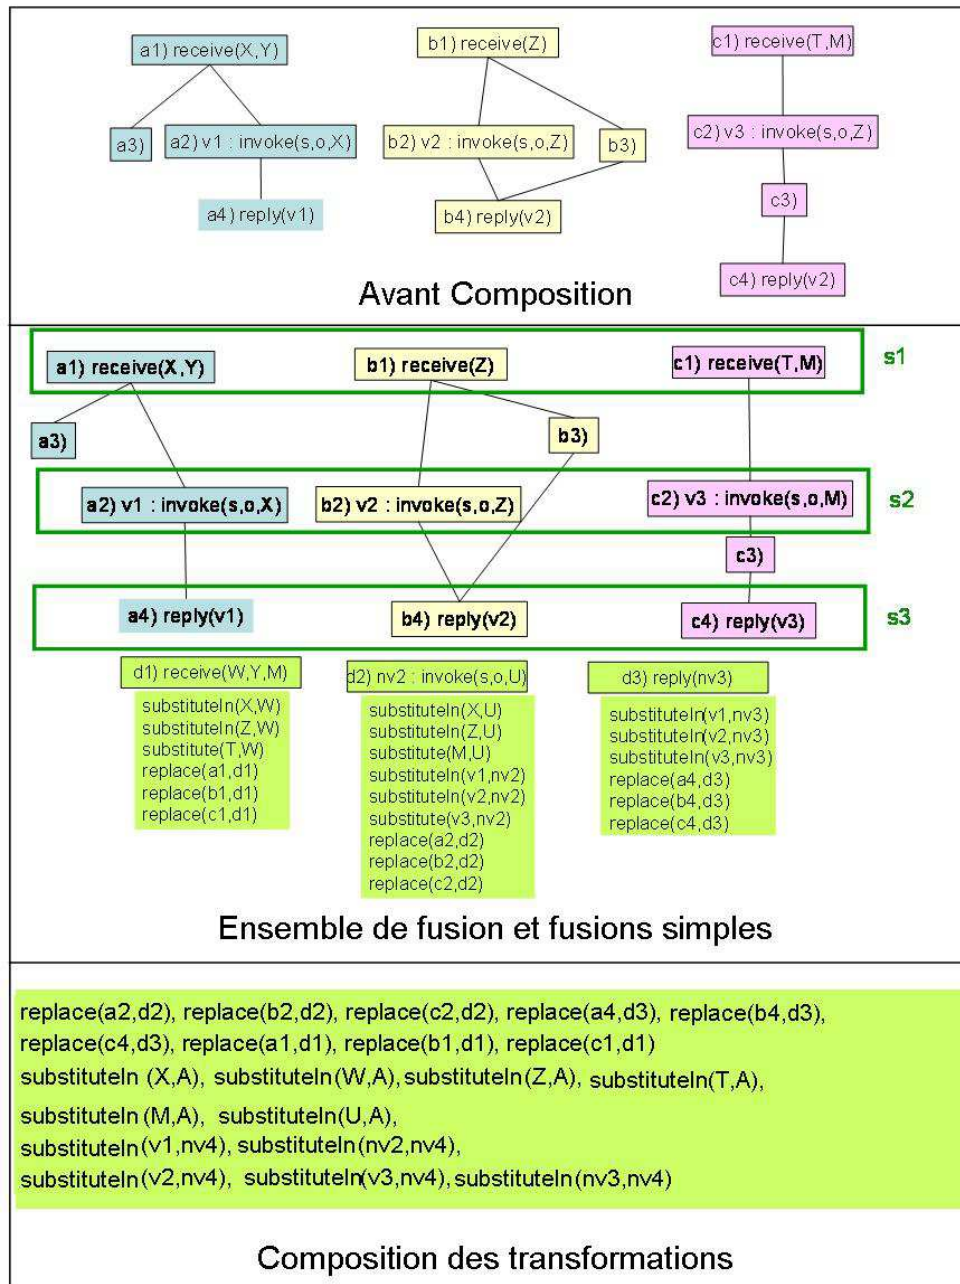 a1) receive(X,Y)
b1) receive(Z)
c1) receive(T,M)
a3)
a2) v1 : invoke(s,o,X)
b2) v2 : invoke(s,o,Z)
b3)
c2) v3 : invoke(s,o,Z)
a4) reply(v1)
b4) reply(v2)
c3)
c4) reply(v2)
Avant Composition
a1) receive(X,Y)
b1) receive(Z)
c1) receive(T,M)
s1
a3)
b3)
a2) v1 : invoke(s,o,X)
b2) v2 : invoke(s,o,Z)
c2) v3 : invoke(s,o,M)
s2
c3)
a4) reply(v1)
b4) reply(v2)
c4) reply(v3)
s3
d1) receive(W,Y,M)
substituteIn(X,W)
substituteIn(Z,W)
substitute(T,W)
replace(a1,d1)
replace(b1,d1)
replace(c1,d1)
d2) nv2 : invoke(s,o,U)
substituteIn(X,U)
substituteIn(Z,U)
substitute(M,U)
substituteIn(v1,nv2)
substituteIn(v2,nv2)
substitute(v3,nv2)
replace(a2,d2)
replace(b2,d2)
replace(c2,d2)
d3) reply(nv3)
substituteIn(v1,nv3)
substituteIn(v2,nv3)
substituteIn(v3,nv3)
replace(a4,d3)
replace(b4,d3)
replace(c4,d3)
Ensemble de fusion et fusions simples
replace(a2,d2), replace(b2,d2), replace(c2,d2), replace(a4,d3), replace(b4,d3),
replace(c4,d3), replace(a1,d1), replace(b1,d1), replace(c1,d1)
substituteIn (X,A), substituteIn(W,A), substituteIn(Z,A), substituteIn(T,A),
substituteIn (M,A), substituteIn(U,A),
substituteIn(v1,nv4), substituteIn(nv2,nv4),
substituteIn(v2,nv4), substituteIn(v3,nv4), substituteIn(nv3,nv4)
Composition des transformations